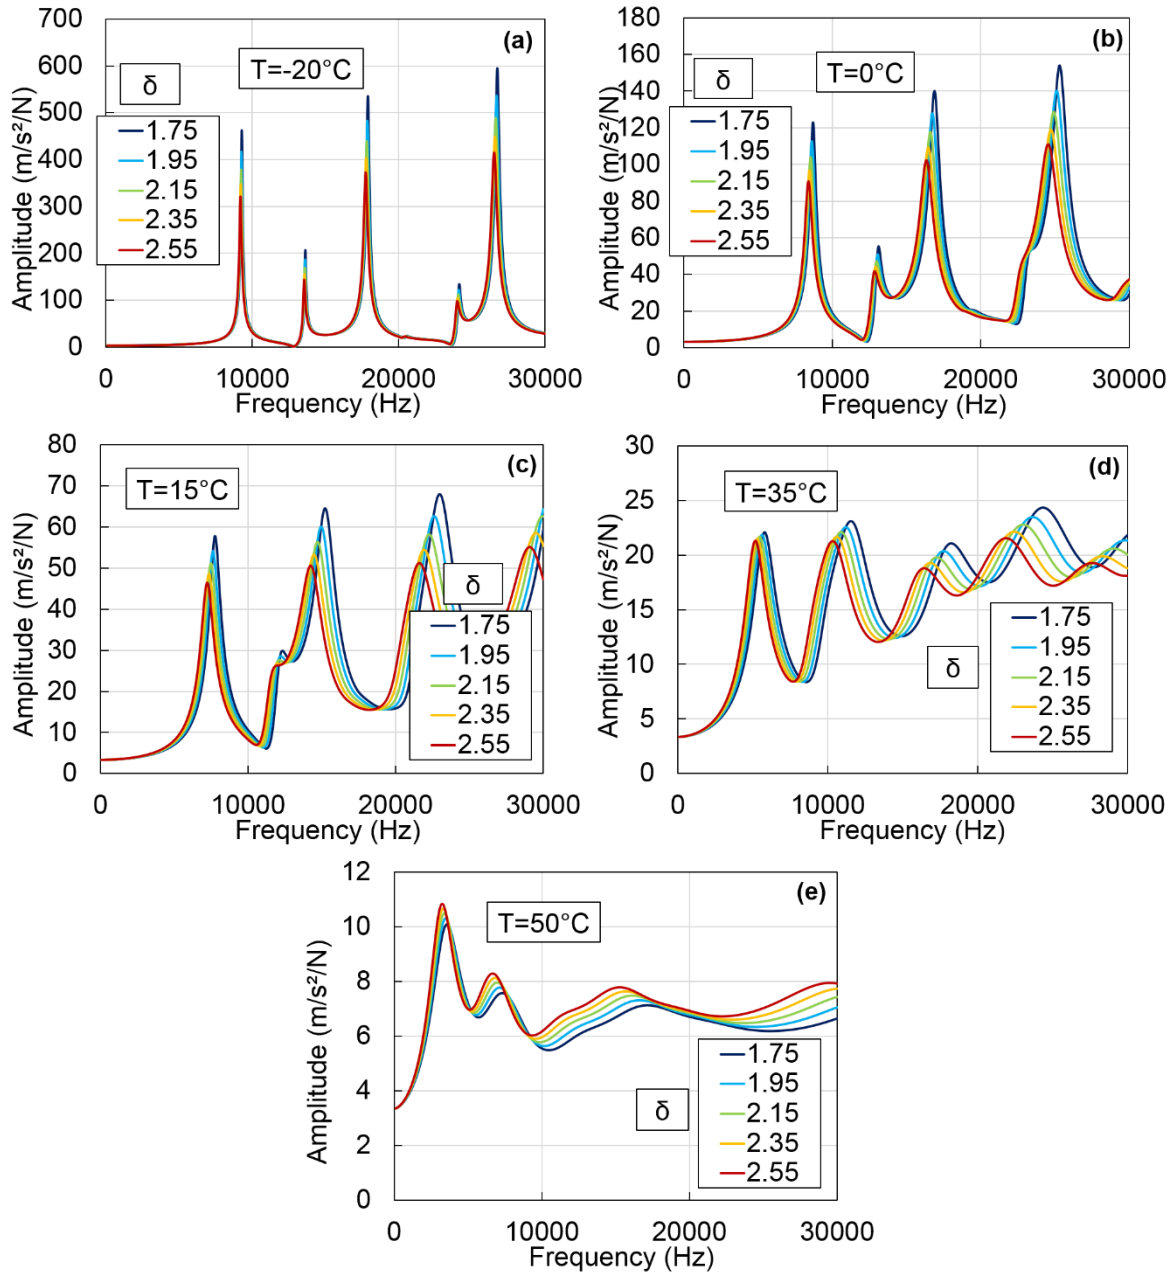 (a)
T=-20°C
δ
1.75
1.95
2.15
2.35
2.55
Amplitude (m/s²/N)
700
600
500
400
300
200
100
0
0 10000 20000 30000
Frequency (Hz)
(b)
T=0°C
δ
1.75
1.95
2.15
2.35
2.55
Amplitude (m/s²/N)
180
160
140
120
100
80
60
40
20
0
0 10000 20000 30000
Frequency (Hz)
(c)
T=15°C
δ
1.75
1.95
2.15
2.35
2.55
Amplitude (m/s²/N)
80
70
60
50
40
30
20
10
0
0 10000 20000 30000
Frequency (Hz)
(d)
T=35°C
δ
1.75
1.95
2.15
2.35
2.55
Amplitude (m/s²/N)
30
25
20
15
10
5
0
0 10000 20000 30000
Frequency (Hz)
(e)
T=50°C
δ
1.75
1.95
2.15
2.35
2.55
Amplitude (m/s²/N)
12
10
8
6
4
2
0
0 10000 20000 30000
Frequency (Hz)